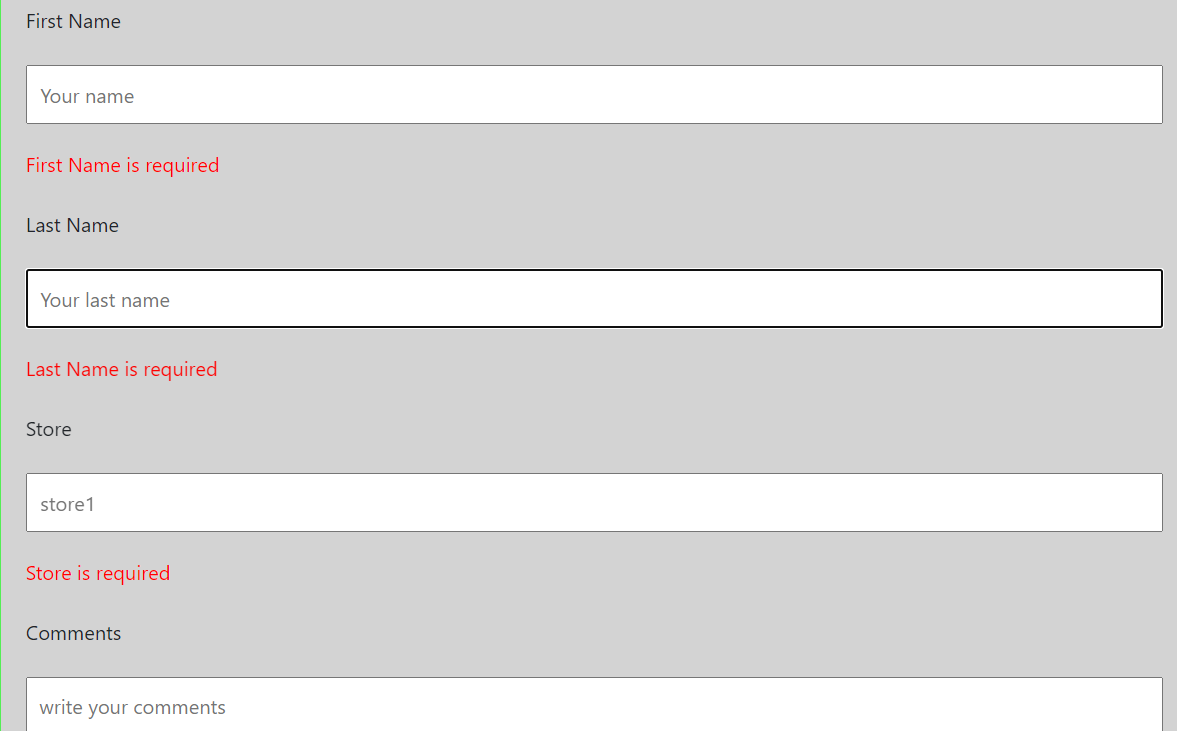 First Name
Your name
First Name is required
Last Name
Your last name
Last Name is required
Store
store1
Store is required
Comments
write your comments